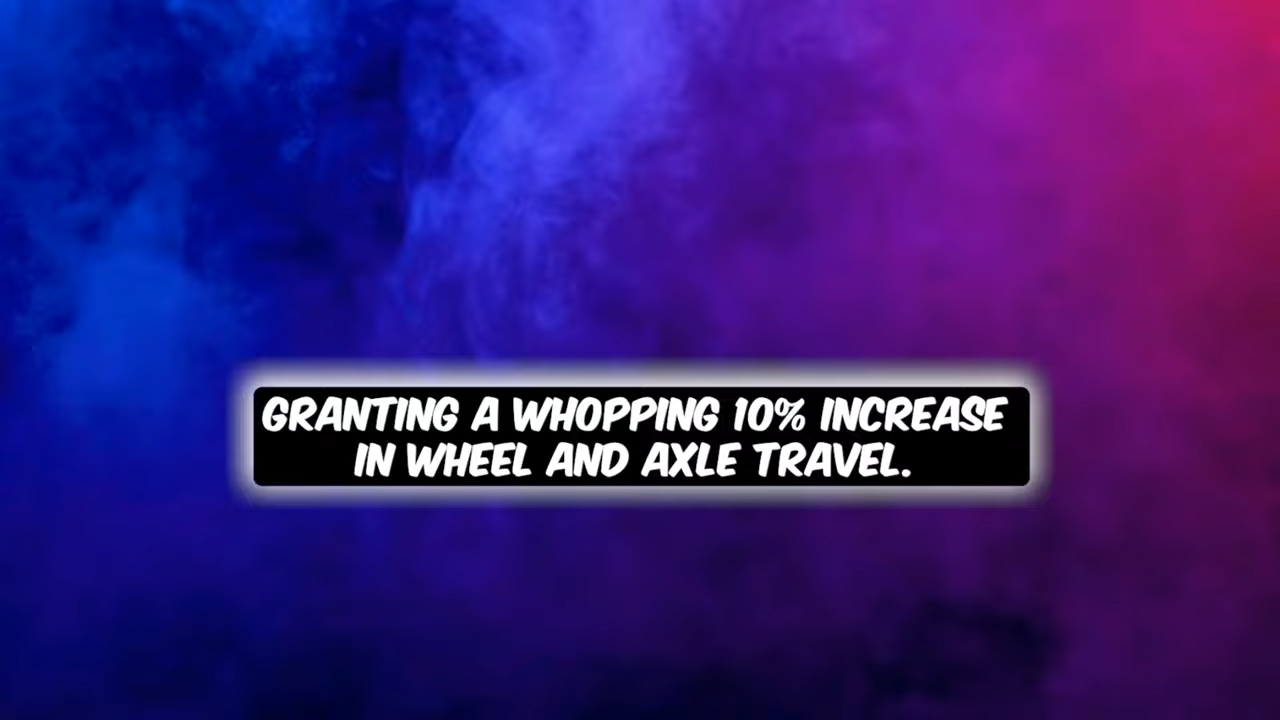 GRANTING A WHOPPING 10% INCREASE
IN WHEEL AND AXLE TRAVEL.